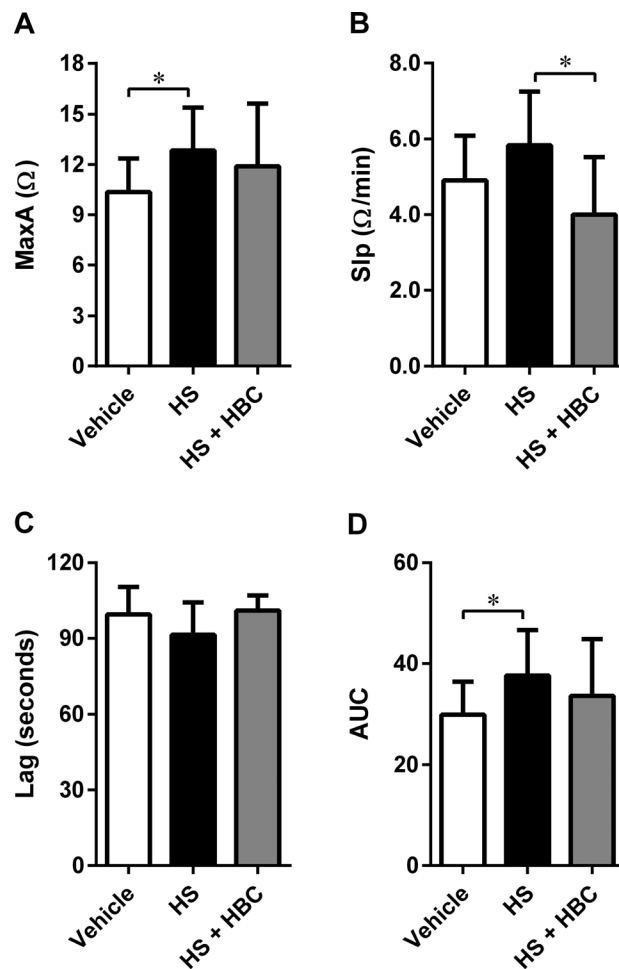 A
MaxA (Ω)
18
15
12
9
6
3
0
*
Vehicle
HS
HS + HBC
B
Slp (Ω/min)
8.0
6.0
4.0
2.0
0.0
*
Vehicle
HS
HS + HBC
C
Lag (seconds)
120
90
60
30
0
Vehicle
HS
HS + HBC
D
AUC
60
40
20
0
*
Vehicle
HS
HS + HBC